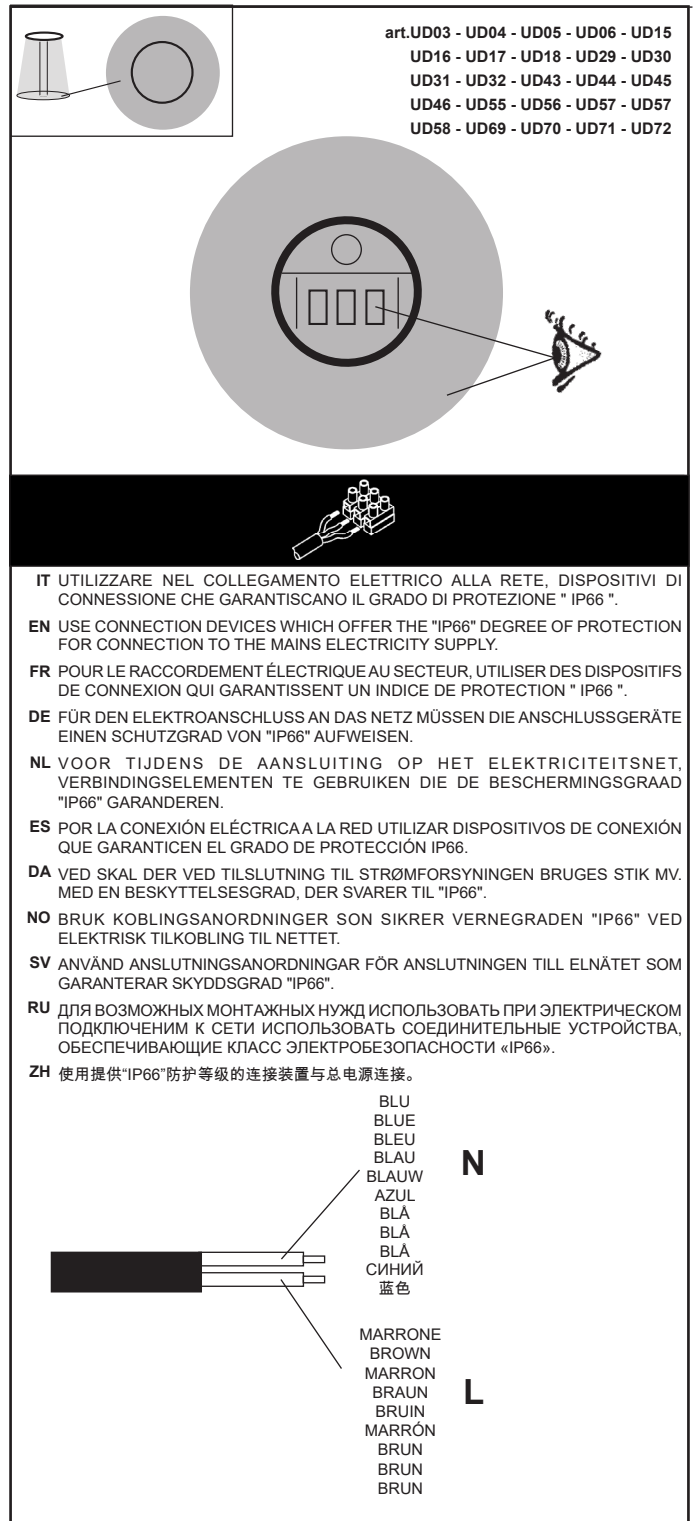 art.UD03 - UD04 - UD05 - UD06 - UD15
UD16 - UD17 - UD18 - UD29 - UD30
UD31 - UD32 - UD43 - UD44 - UD45
UD46 - UD55 - UD56 - UD57 - UD57
UD58 - UD69 - UD70 - UD71 - UD72
IT UTILIZZARE NEL COLLEGAMENTO ELETTRICO ALLA RETE, DISPOSITIVI DI
CONNESSIONE CHE GARANTISCANO IL GRADO DI PROTEZIONE " IP66 ".
EN USE CONNECTION DEVICES WHICH OFFER THE "IP66" DEGREE OF PROTECTION
FOR CONNECTION TO THE MAINS ELECTRICITY SUPPLY.
FR POUR LE RACCORDEMENT ÉLECTRIQUE AU SECTEUR, UTILISER DES DISPOSITIFS
DE CONNEXION QUI GARANTISSENT UN INDICE DE PROTECTION " IP66 ".
DE FÜR DEN ELEKTROANSCHLUSS AN DAS NETZ MÜSSEN DIE ANSCHLUSSGERÄTE
EINEN SCHUTZGRAD VON "IP66" AUFWEISEN.
NL VOOR TIJDENS DE AANSLUITING OP HET ELEKTRICITEITSNET,
VERBINDINGSELEMENTEN TE GEBRUIKEN DIE DE BESCHERMINGSGRAAD
"IP66" GARANDEREN.
ES POR LA CONEXIÓN ELÉCTRICA A LA RED UTILIZAR DISPOSITIVOS DE CONEXIÓN
QUE GARANTICEN EL GRADO DE PROTECCIÓN IP66.
DA VED SKAL DER VED TILSLUTNING TIL STRØMFORSYNINGEN BRUGES STIK MV.
MED EN BESKYTTELSESGRAD, DER SVARER TIL "IP66".
NO BRUK KOBLINGSANORDNINGER SON SIKRER VERNEGRADEN "IP66" VED
ELEKTRISK TILKOBLING TIL NETTET.
SV ANVÄND ANSLUTNINGSANORDNINGAR FÖR ANSLUTNINGEN TILL ELNÄTET SOM
GARANTERAR SKYDDSGRAD "IP66".
RU ДЛЯ ВОЗМОЖНЫХ МОНТАЖНЫХ НУЖД ИСПОЛЬЗОВАТЬ ПРИ ЭЛЕКТРИЧЕСКОМ
ПОДКЛЮЧЕНИМ К СЕТИ ИСПОЛЬЗОВАТЬ СОЕДИНИТЕЛЬНЫЕ УСТРОЙСТВА,
ОБЕСПЕЧИВАЮЩИЕ КЛАСС ЭЛЕКТРОБЕЗОПАСНОСТИ «IP66».
ZH 使用提供“IP66”防护等级的连接装置与总电源连接。
BLU
BLUE
BLEU
BLAU
BLAUW
AZUL
BLÅ
BLÅ
BLÅ
СИНИЙ
蓝色
N
MARRONE
BROWN
MARRON
BRAUN
BRUIN
MARRÓN
BRUN
BRUN
BRUN
L